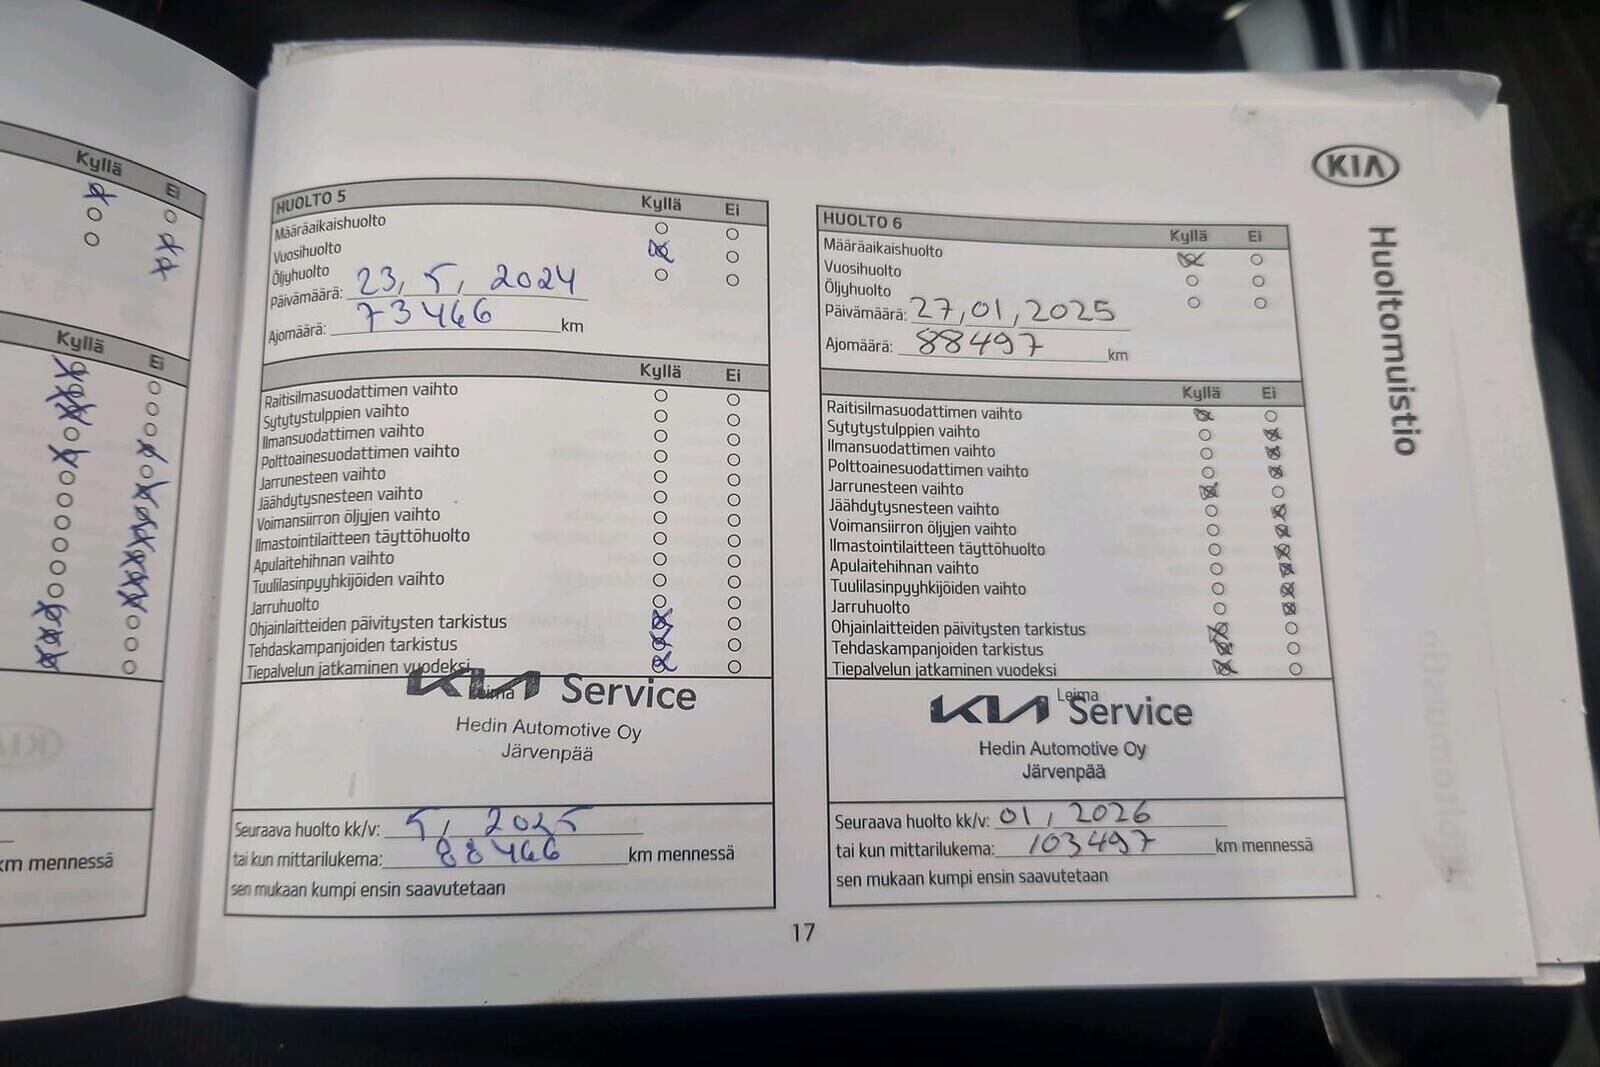 Kyllä Ei
Kyllä Ei
km mennessä
HUOLTO 5 Kyllä Ei
Määräaikaishuolto
Vuosihuolto
Öljyhuolto
Päivämäärä: 23, 5, 2024
Ajomäärä: 73466 km
Kyllä Ei
Raitisilmasuodattimen vaihto
Sytytystulppien vaihto
Ilmansuodattimen vaihto
Polttoainesuodattimen vaihto
Jarrunesteen vaihto
Jäähdytysnesteen vaihto
Voimansiirron öljyjen vaihto
Ilmastointilaitteen täyttöhuolto
Apulaitehihnan vaihto
Tuulilasinpyyhkijöiden vaihto
Jarruhuolto
Ohjainlaitteiden päivitysten tarkistus
Tehdaskampanjoiden tarkistus
Tiepalvelun jatkaminen vuodeksi
Leima
KIA Service
Hedin Automotive Oy
Järvenpää
Seuraava huolto kk/v: 5, 2025
tai kun mittarilukema: 88466 km mennessä
sen mukaan kumpi ensin saavutetaan
HUOLTO 6 Kyllä Ei
Määräaikaishuolto
Vuosihuolto
Öljyhuolto
Päivämäärä: 27,01,2025
Ajomäärä: 88497 km
Kyllä Ei
Raitisilmasuodattimen vaihto
Sytytystulppien vaihto
Ilmansuodattimen vaihto
Polttoainesuodattimen vaihto
Jarrunesteen vaihto
Jäähdytysnesteen vaihto
Voimansiirron öljyjen vaihto
Ilmastointilaitteen täyttöhuolto
Apulaitehihnan vaihto
Tuulilasinpyyhkijöiden vaihto
Jarruhuolto
Ohjainlaitteiden päivitysten tarkistus
Tehdaskampanjoiden tarkistus
Tiepalvelun jatkaminen vuodeksi
Leima
KIA Service
Hedin Automotive Oy
Järvenpää
Seuraava huolto kk/v: 01, 2026
tai kun mittarilukema: 103497 km mennessä
sen mukaan kumpi ensin saavutetaan
17
KIA
Huoltomuistio